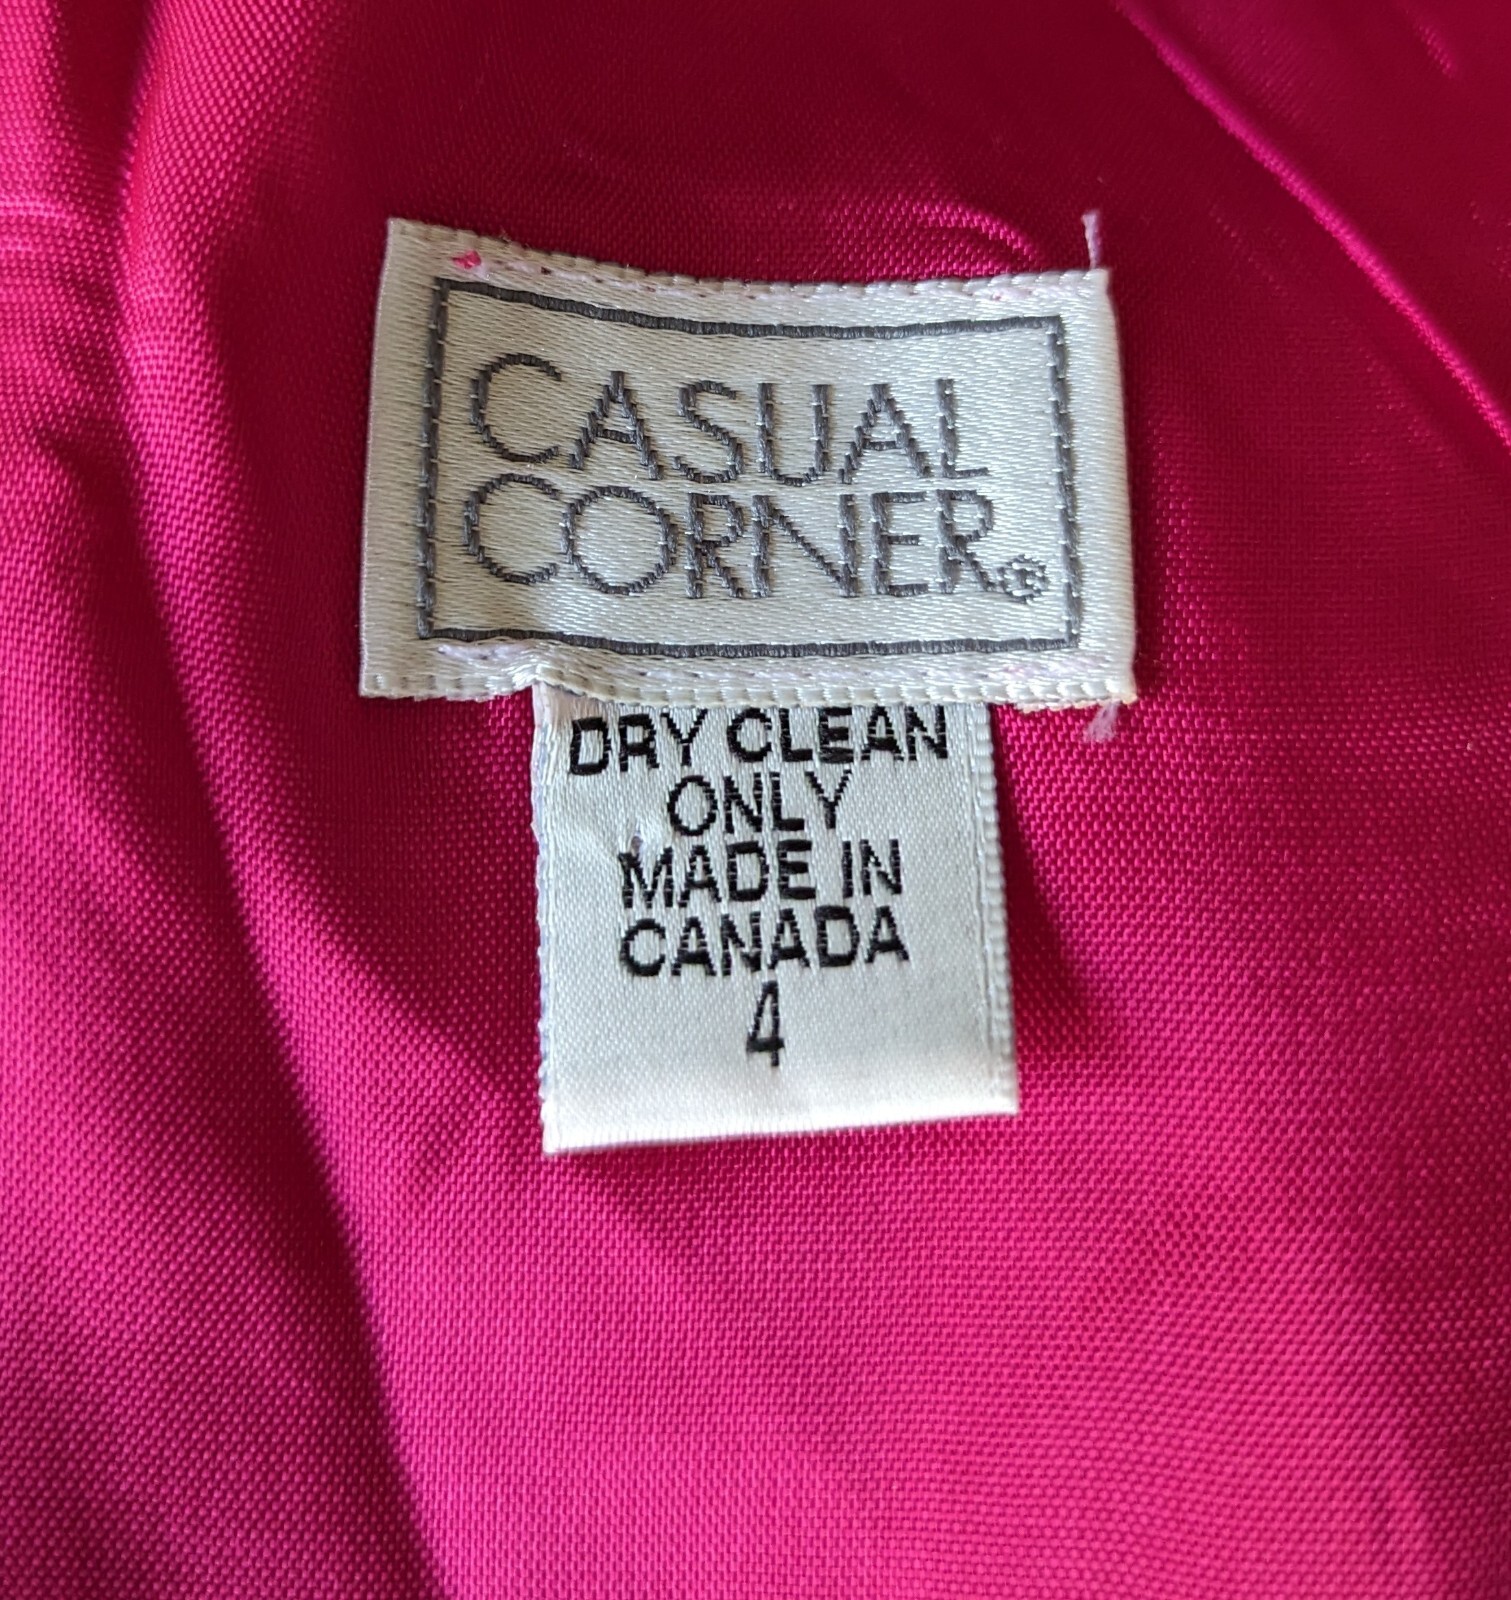 CASUAL
CORNER®
DRY CLEAN
ONLY
MADE IN
CANADA
4